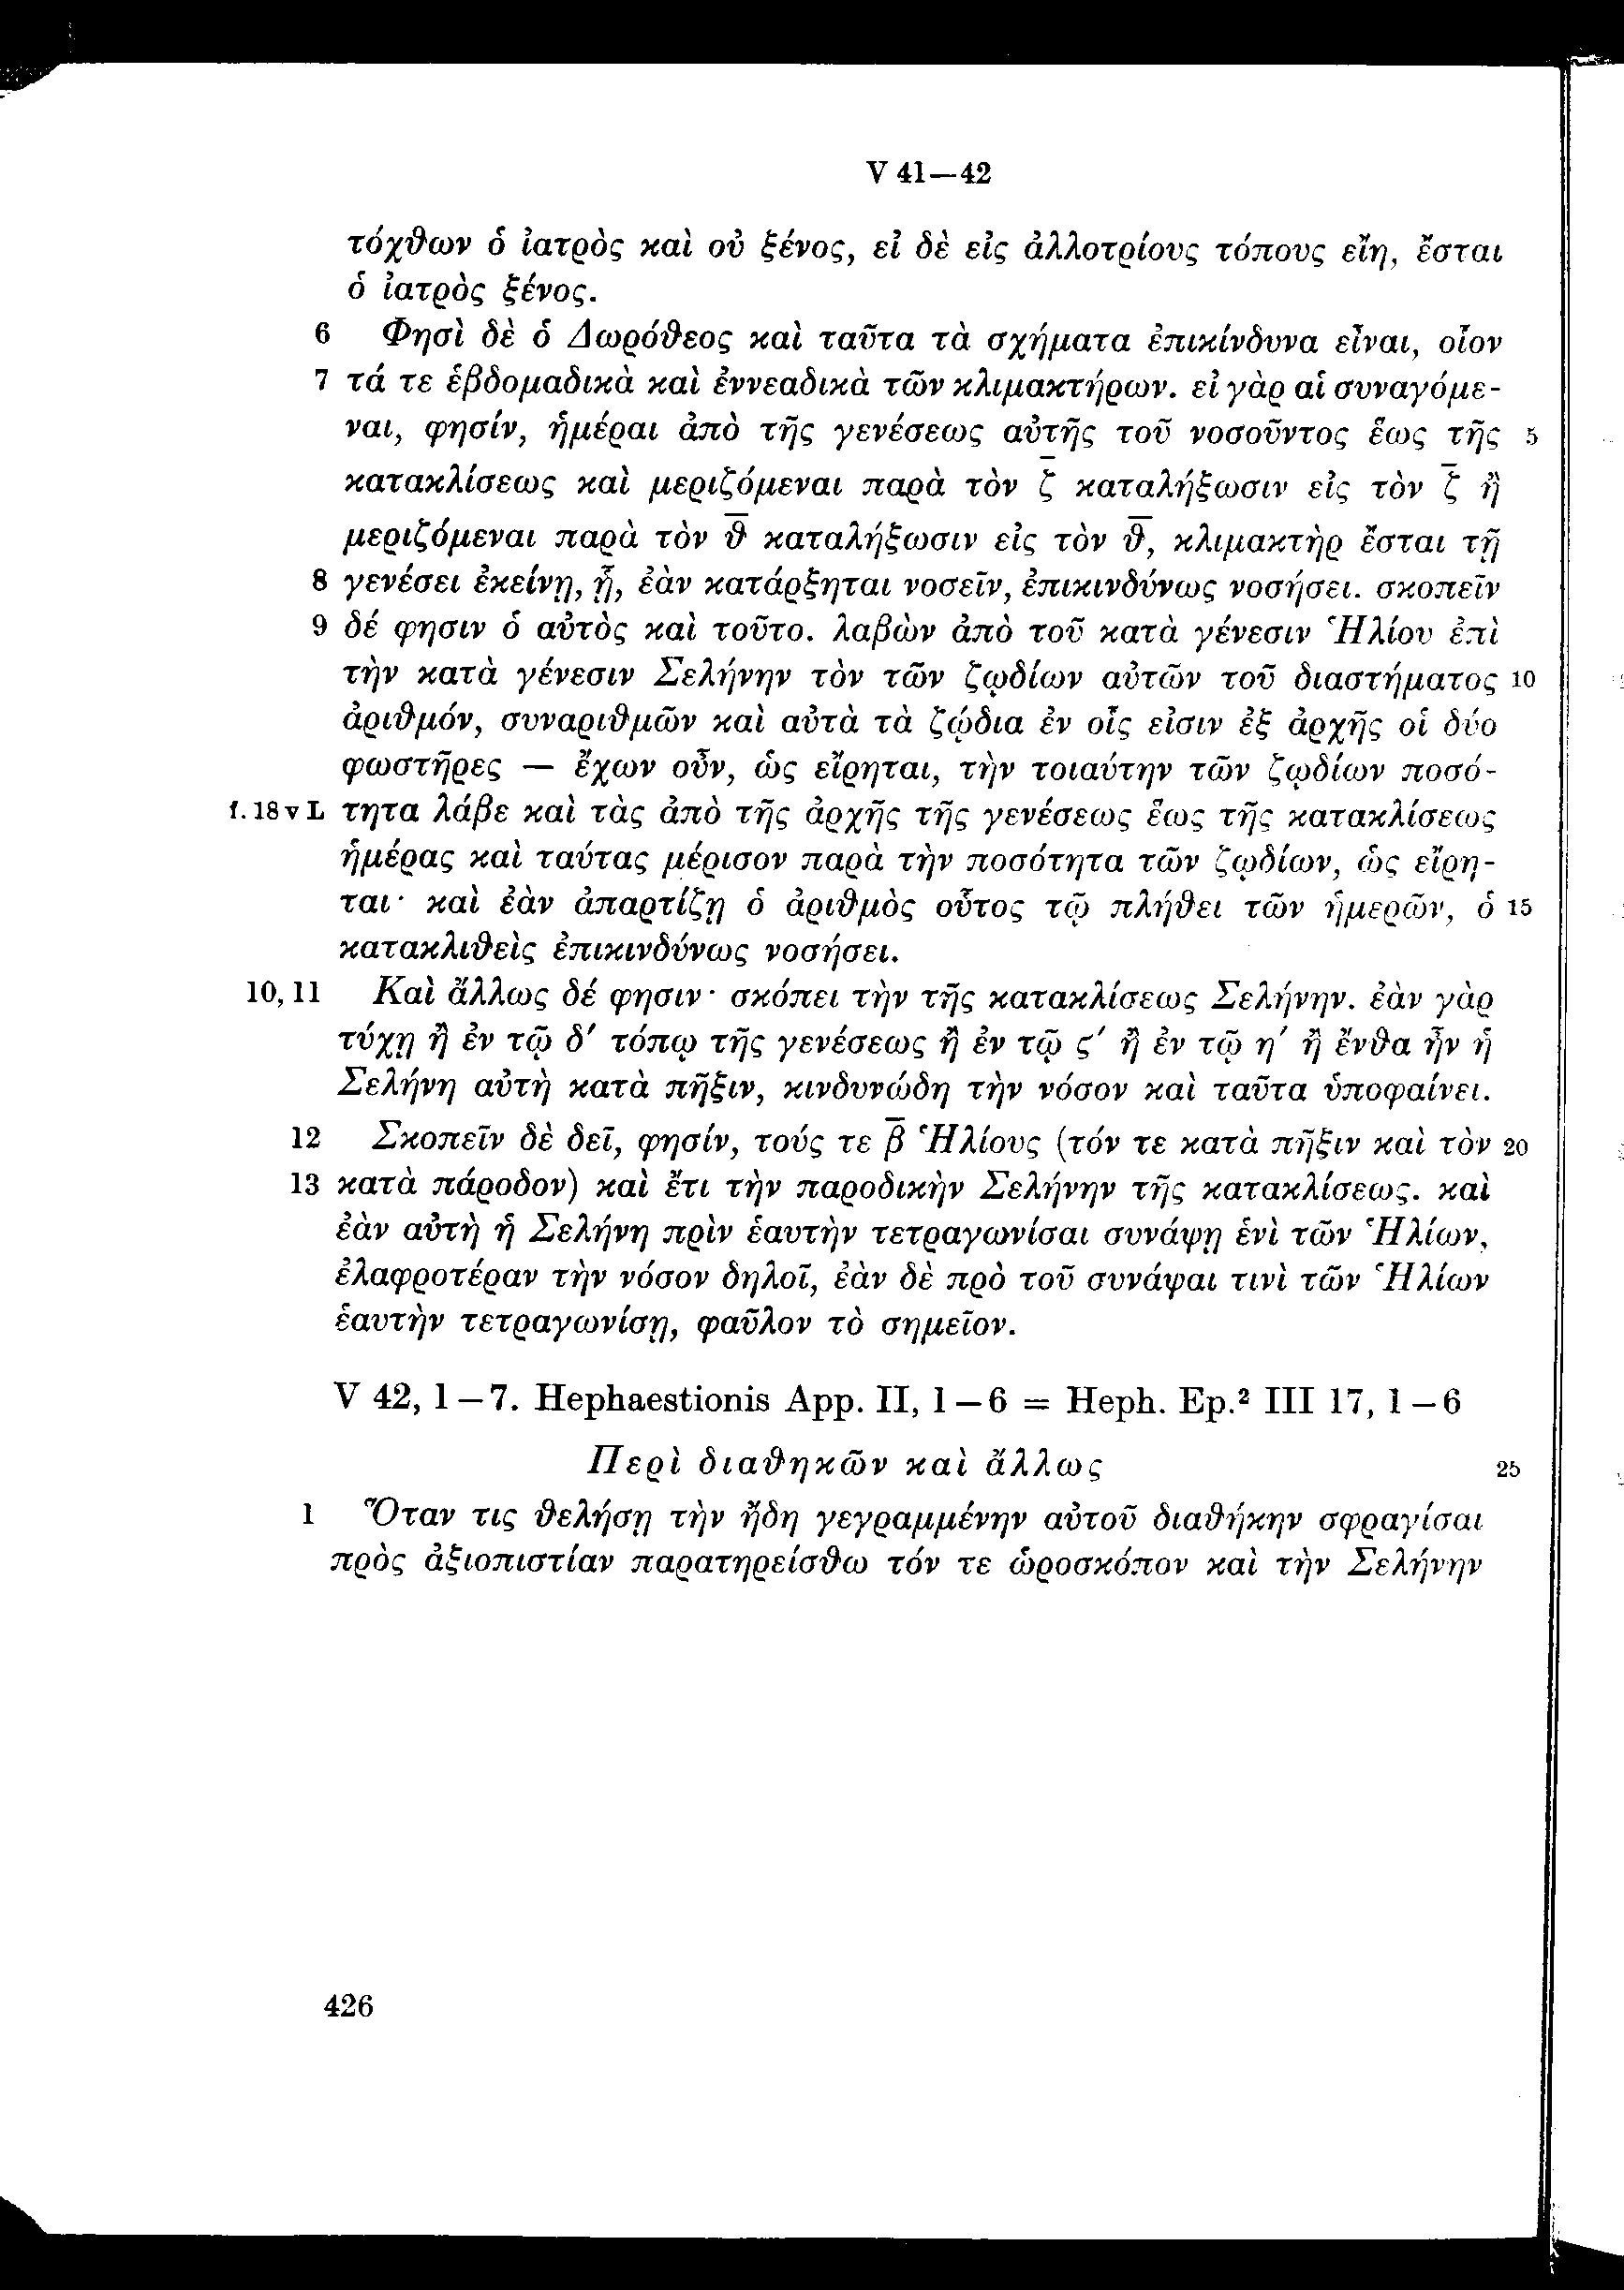 V 41—42
τόχθων ὁ ἰατρὸς καὶ οὐ ξένος, εἰ δὲ εἰς ἀλλοτρίους τόπους εἴη, ἔσται
ὁ ἰατρὸς ξένος.
6 Φησὶ δὲ ὁ Δωρόθεος καὶ ταῦτα τὰ σχήματα ἐπικίνδυνα εἶναι, οἷον
7 τά τε ἑβδομαδικὰ καὶ ἐννεαδικὰ τῶν κλιμακτήρων. εἰ γὰρ αἱ συναγόμε-
ναι, φησίν, ἡμέραι ἀπὸ τῆς γενέσεως αὐτῆς τοῦ νοσοῦντος ἕως τῆς 5
κατακλίσεως καὶ μεριζόμεναι παρὰ τὸν ζ̅ καταλήξωσιν εἰς τὸν ζ̅ ἢ
μεριζόμεναι παρὰ τὸν θ̅ καταλήξωσιν εἰς τὸν θ̅, κλιμακτὴρ ἔσται τῇ
8 γενέσει ἐκείνῃ, ᾗ, ἐὰν κατάρξηται νοσεῖν, ἐπικινδύνως νοσήσει. σκοπεῖν
9 δέ φησιν ὁ αὐτὸς καὶ τοῦτο. λαβὼν ἀπὸ τοῦ κατὰ γένεσιν Ἡλίου ἐπὶ
τὴν κατὰ γένεσιν Σελήνην τὸν τῶν ζῳδίων αὐτῶν τοῦ διαστήματος 10
ἀριθμόν, συναριθμῶν καὶ αὐτὰ τὰ ζῴδια ἐν οἷς εἰσιν ἐξ ἀρχῆς οἱ δύο
φωστῆρες — ἔχων οὖν, ὡς εἴρηται, τὴν τοιαύτην τῶν ζῳδίων ποσό-
f.18 v L τητα λάβε καὶ τὰς ἀπὸ τῆς ἀρχῆς τῆς γενέσεως ἕως τῆς κατακλίσεως
ἡμέρας καὶ ταύτας μέρισον παρὰ τὴν ποσότητα τῶν ζῳδίων, ὡς εἴρη-
ται· καὶ ἐὰν ἀπαρτίζῃ ὁ ἀριθμὸς οὗτος τῷ πλήθει τῶν ἡμερῶν, ὁ 15
κατακλιθεὶς ἐπικινδύνως νοσήσει.
10, 11 Καὶ ἄλλως δέ φησιν· σκόπει τὴν τῆς κατακλίσεως Σελήνην. ἐὰν γὰρ
τύχῃ ἢ ἐν τῷ δ′ τόπῳ τῆς γενέσεως ἢ ἐν τῷ ς′ ἢ ἐν τῷ η′ ἢ ἔνθα ἦν ἡ
Σελήνη αὐτὴ κατὰ πῆξιν, κινδυνώδη τὴν νόσον καὶ ταῦτα ὑποφαίνει.
12 Σκοπεῖν δὲ δεῖ, φησίν, τούς τε β̅ Ἡλίους (τόν τε κατὰ πῆξιν καὶ τὸν 20
13 κατὰ πάροδον) καὶ ἔτι τὴν παροδικὴν Σελήνην τῆς κατακλίσεως. καὶ
ἐὰν αὐτὴ ἡ Σελήνη πρὶν ἑαυτὴν τετραγωνίσαι συνάψῃ ἑνὶ τῶν Ἡλίων,
ἐλαφροτέραν τὴν νόσον δηλοῖ, ἐὰν δὲ πρὸ τοῦ συνάψαι τινὶ τῶν Ἡλίων
ἑαυτὴν τετραγωνίσῃ, φαῦλον τὸ σημεῖον.
V 42, 1–7. Hephaestionis App. II, 1–6 = Heph. Ep.² III 17, 1–6
Περὶ διαθηκῶν καὶ ἄλλως 25
1 Ὅταν τις θελήσῃ τὴν ἤδη γεγραμμένην αὐτοῦ διαθήκην σφραγίσαι
πρὸς ἀξιοπιστίαν παρατηρείσθω τόν τε ὡροσκόπον καὶ τὴν Σελήνην
426